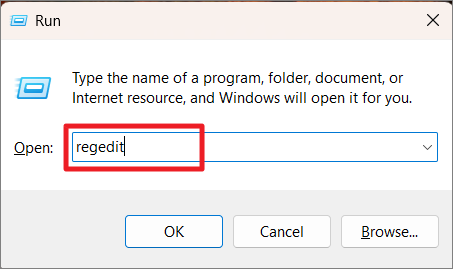 Run
Type the name of a program, folder, document, or
Internet resource, and Windows will open it for you.
Open: regedit
OK Cancel Browse...